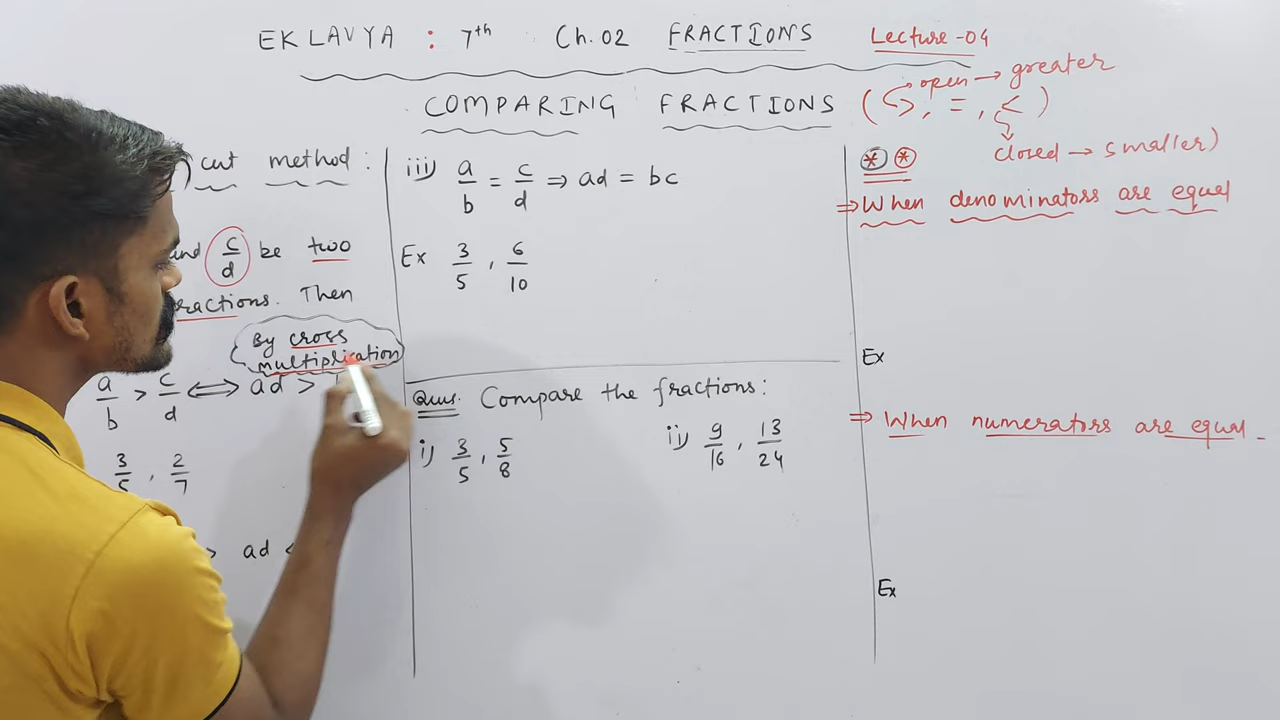 EKLAVYA : 7th Ch. 02 FRACTIONS Lecture -04
COMPARING FRACTIONS ( >, =, < )
open → greater
closed → smaller)
cut method :
and c/d be two
fractions. Then
By cross
multiplication
a/b > c/d ⟺ ad >
3/5 , 2/7
ad <
iii) a/b = c/d ⇒ ad = bc
Ex 3/5 , 6/10
Ques. Compare the fractions :
i) 3/5 , 5/8
ii) 9/16 , 13/24
* *
⇒ When denominators are equal
Ex
⇒ When numerators are equal -
Ex